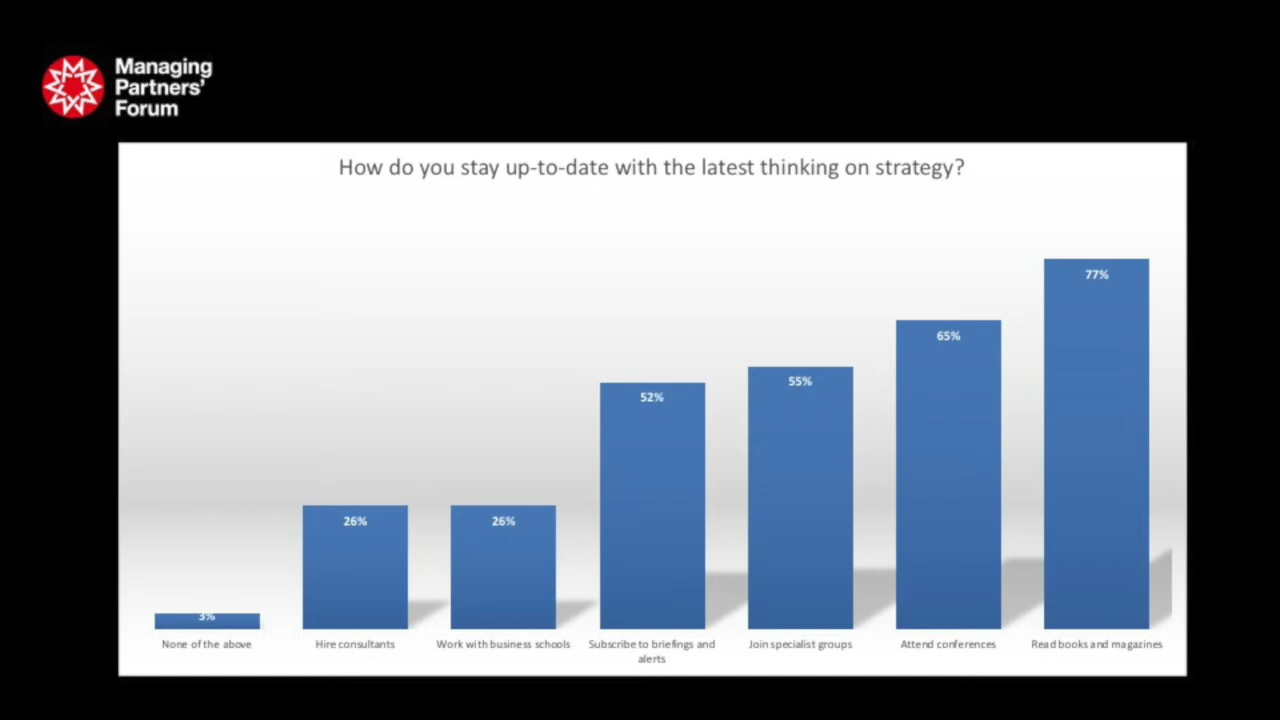 Managing
Partners'
Forum
How do you stay up-to-date with the latest thinking on strategy?
3%
26%
26%
52%
55%
65%
77%
None of the above
Hire consultants
Work with business schools
Subscribe to briefings and
alerts
Join specialist groups
Attend conferences
Read books and magazines